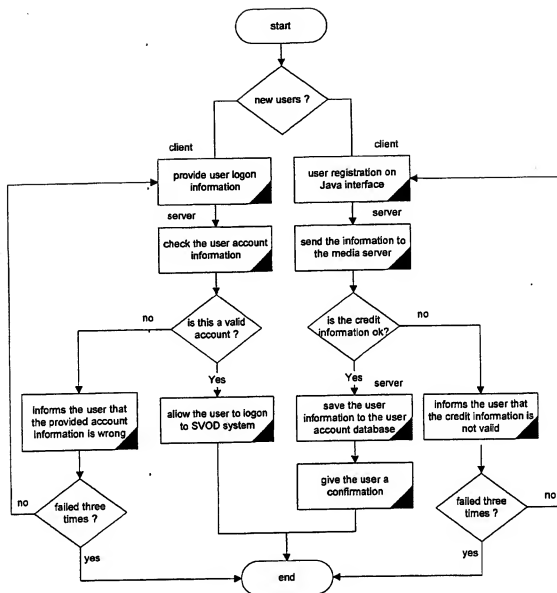 start
new users ?
client
client
provide user logon
information
user registration on
Java interface
server
server
check the user account
information
send the information to
the media server
no
is this a valid
account ?
is the credit
information ok?
no
Yes
Yes
server
informs the user that
the provided account
information is wrong
allow the user to logon
to SVOD system
save the user
information to the user
account database
informs the user that
the credit information is
not valid
give the user a
confirmation
no
failed three
times ?
failed three
times ?
no
yes
yes
end